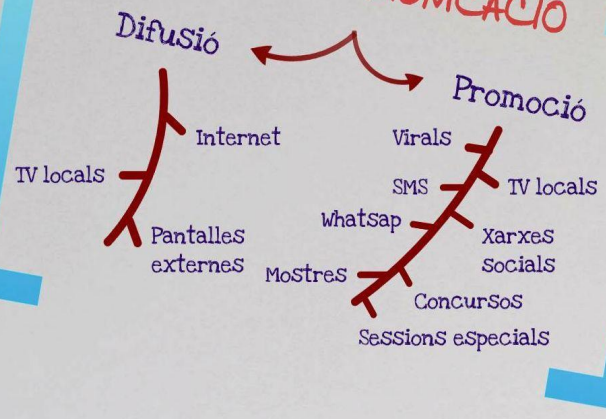 Difusió
Internet
TV locals
Pantalles
externes
Promoció
Virals
SMS
TV locals
Whatsap
Xarxes
socials
Mostres
Concursos
Sessions especials